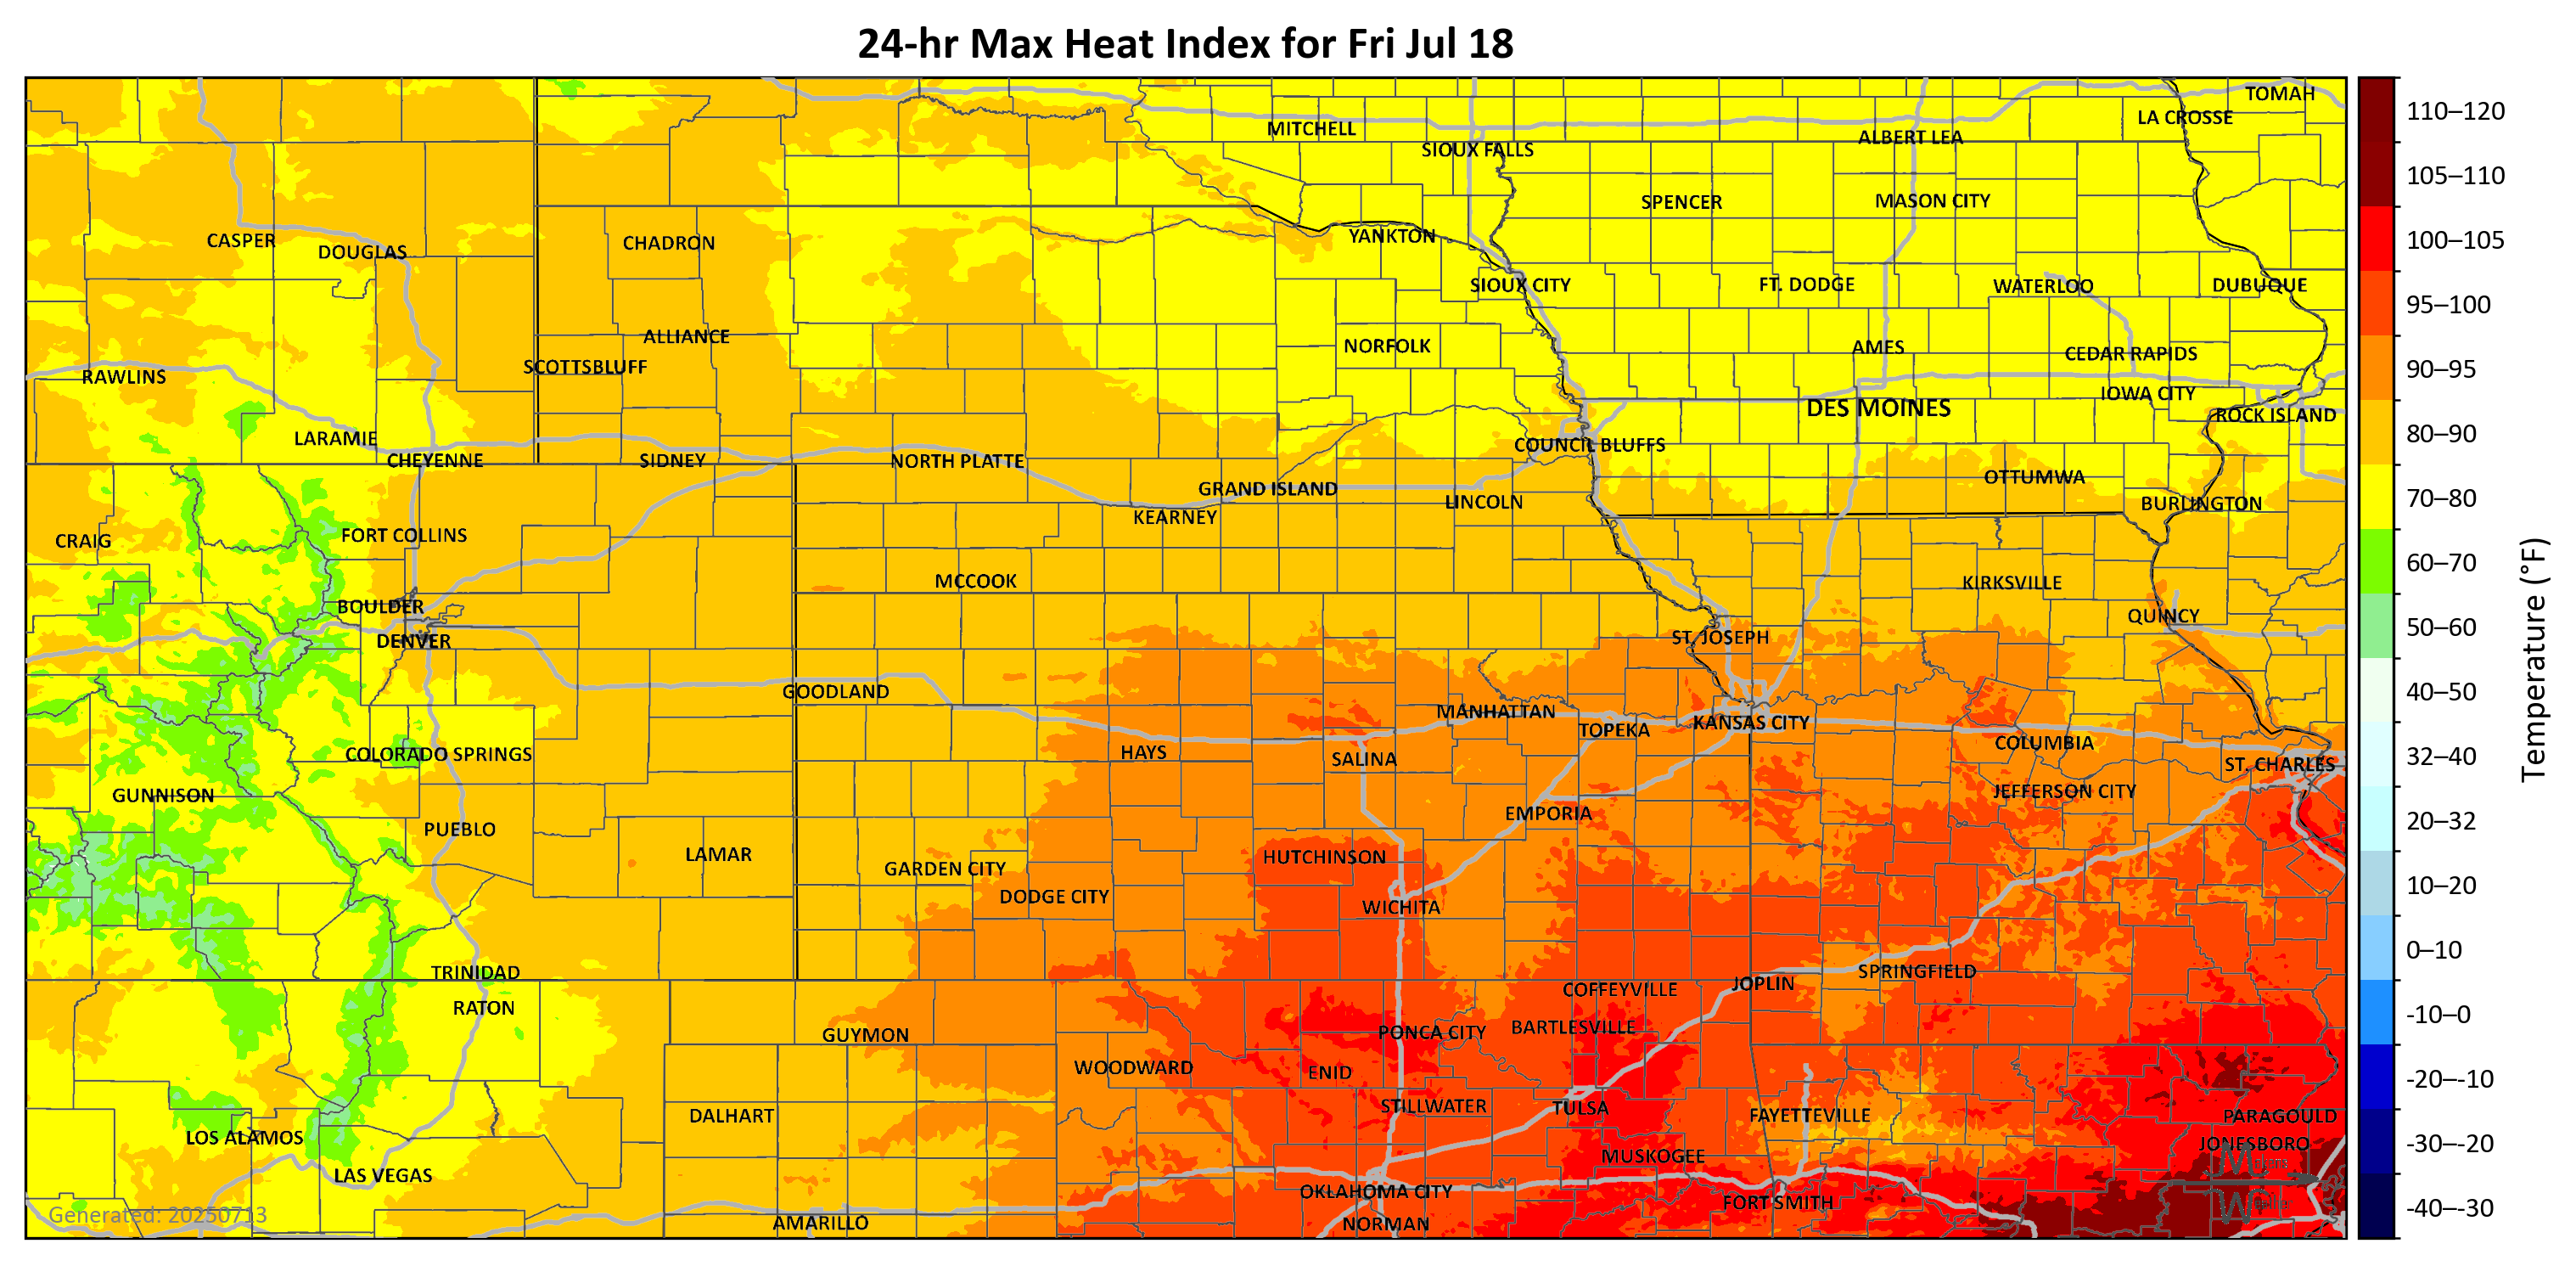 24-hr Max Heat Index for Fri Jul 18
TOMAH
LA CROSSE
MITCHELL
ALBERT LEA
SIOUX FALLS
SPENCER
MASON CITY
CASPER
DOUGLAS
CHADRON
YANKTON
SIOUX CITY
FT. DODGE
WATERLOO
DUBUQUE
ALLIANCE
NORFOLK
AMES
CEDAR RAPIDS
SCOTTSBLUFF
RAWLINS
IOWA CITY
DES MOINES
ROCK ISLAND
LARAMIE
COUNCIL BLUFFS
CHEYENNE
SIDNEY
NORTH PLATTE
OTTUMWA
GRAND ISLAND
LINCOLN
BURLINGTON
KEARNEY
FORT COLLINS
CRAIG
MCCOOK
KIRKSVILLE
BOULDER
QUINCY
DENVER
ST. JOSEPH
GOODLAND
MANHATTAN
KANSAS CITY
TOPEKA
COLUMBIA
COLORADO SPRINGS
HAYS
SALINA
ST. CHARLES
GUNNISON
JEFFERSON CITY
EMPORIA
PUEBLO
LAMAR
HUTCHINSON
GARDEN CITY
DODGE CITY
WICHITA
TRINIDAD
SPRINGFIELD
JOPLIN
COFFEYVILLE
RATON
BARTLESVILLE
PONCA CITY
GUYMON
WOODWARD
ENID
STILLWATER
TULSA
DALHART
FAYETTEVILLE
PARAGOULD
LOS ALAMOS
JONESBORO
MUSKOGEE
LAS VEGAS
OKLAHOMA CITY
FORT SMITH
AMARILLO
NORMAN
Generated: 20250713
110–120
105–110
100–105
95–100
90–95
80–90
70–80
60–70
50–60
40–50
32–40
20–32
10–20
0–10
-10–0
-20–-10
-30–-20
-40–-30
Temperature (°F)